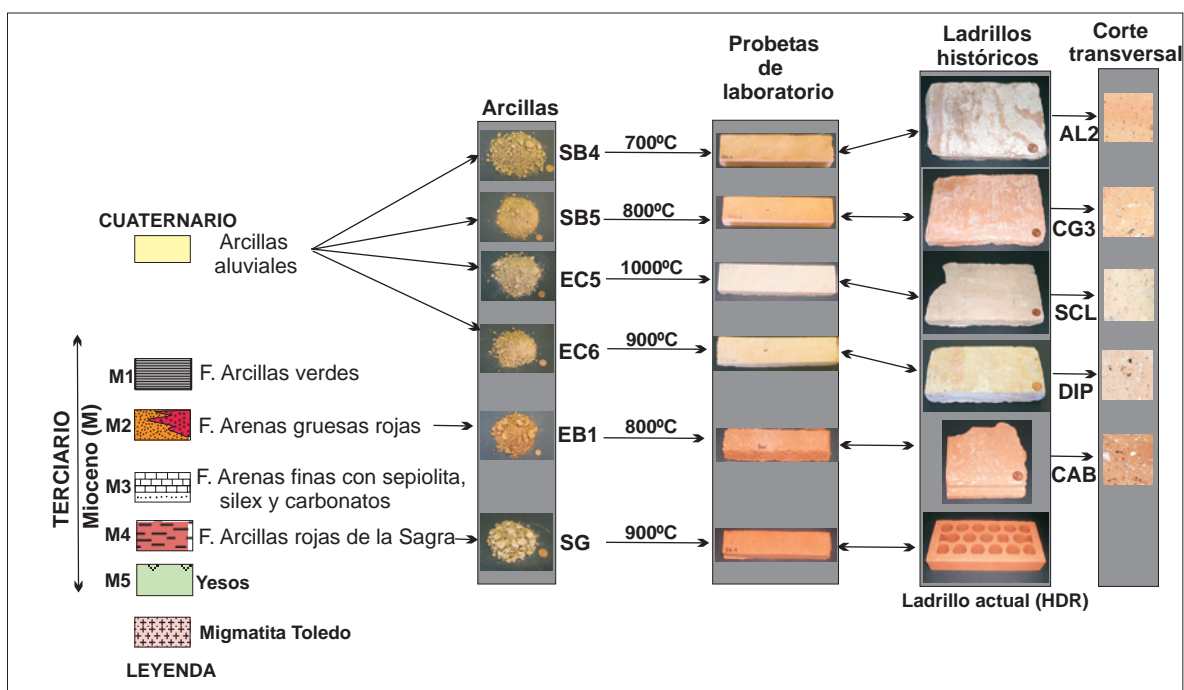 Ladrillos
históricos
Corte
transversal
Probetas
de
laboratorio
Arcillas
SB4
700ºC
AL2
SB5
800ºC
CG3
EC5
1000ºC
SCL
EC6
900ºC
DIP
EB1
800ºC
CAB
SG
900ºC
Ladrillo actual (HDR)
CUATERNARIO
Arcillas
aluviales
TERCIARIO
Mioceno (M)
M1 F. Arcillas verdes
M2 F. Arenas gruesas rojas
M3 F. Arenas finas con sepiolita,
silex y carbonatos
M4 F. Arcillas rojas de la Sagra
M5 Yesos
Migmatita Toledo
LEYENDA